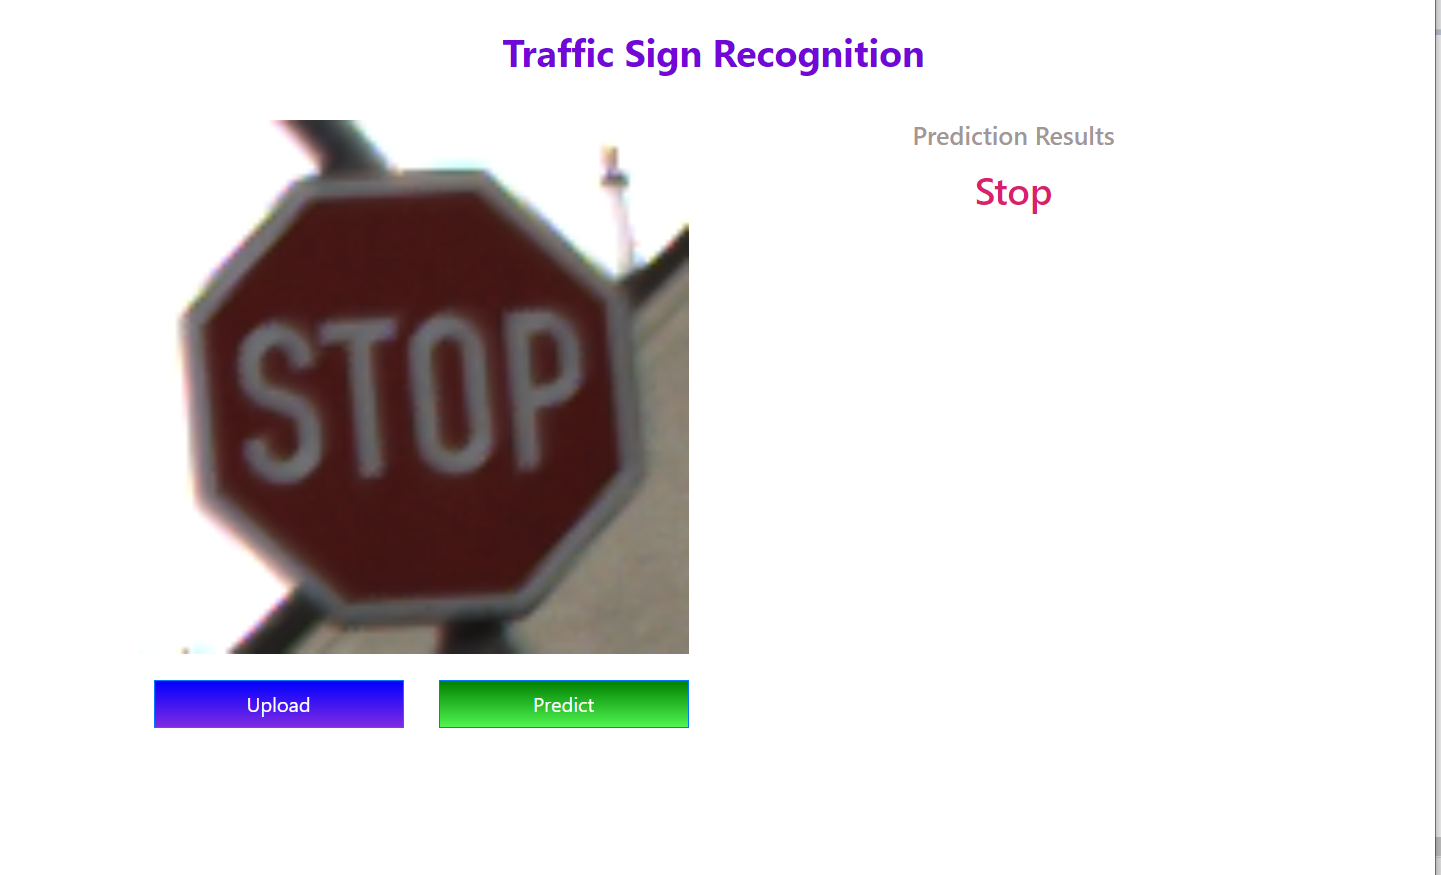 Traffic Sign Recognition
STOP
Prediction Results
Stop
Upload
Predict